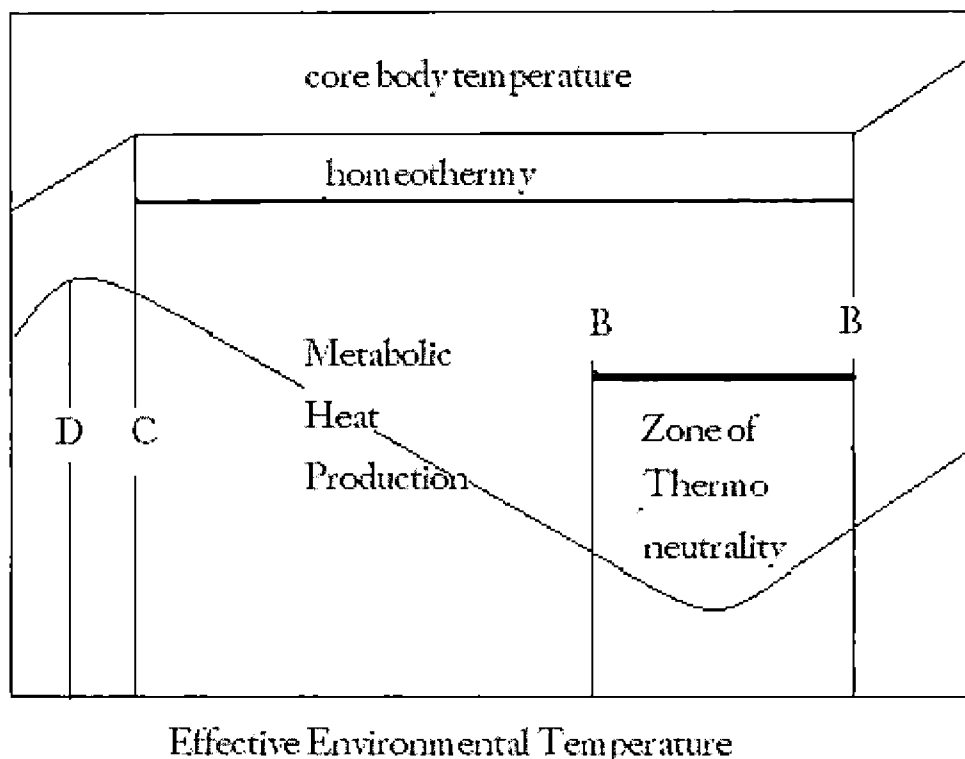 core body temperature
homeothermy
B
B
Metabolic
Heat
Production
D
C
Zone of
Thermo
neutrality
Effective Environmental Temperature